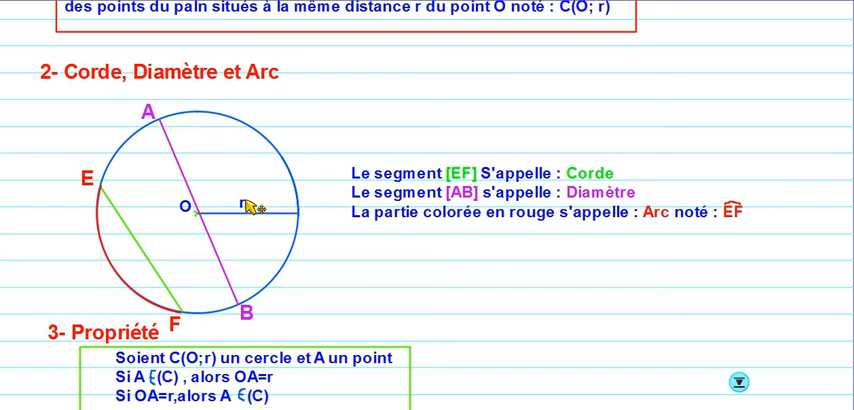 des points du paln situés à la même distance r du point O noté : C(O; r)
2- Corde, Diamètre et Arc
A
E
O r
B
F
Le segment [EF] S'appelle : Corde
Le segment [AB] s'appelle : Diamètre
La partie colorée en rouge s'appelle : Arc noté : EF
3- Propriété
Soient C(O;r) un cercle et A un point
Si A ∈(C) , alors OA=r
Si OA=r,alors A ∈(C)